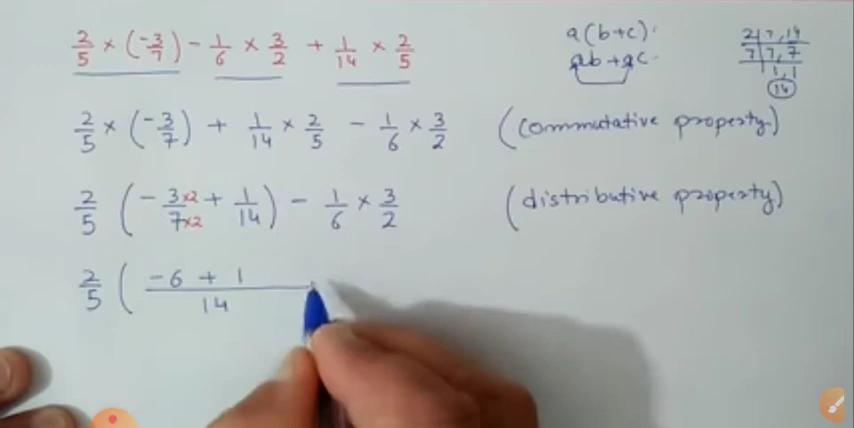 2/5 × (-3/7) - 1/6 × 3/2 + 1/14 × 2/5
a(b+c).
ab+ac.
2 | 7, 14
7 | 7, 7
1, 1
14
2/5 × (-3/7) + 1/14 × 2/5 - 1/6 × 3/2 (commutative property)
2/5 (- 3×2/7×2 + 1/14) - 1/6 × 3/2 (distributive property)
2/5 ( -6 + 1/14